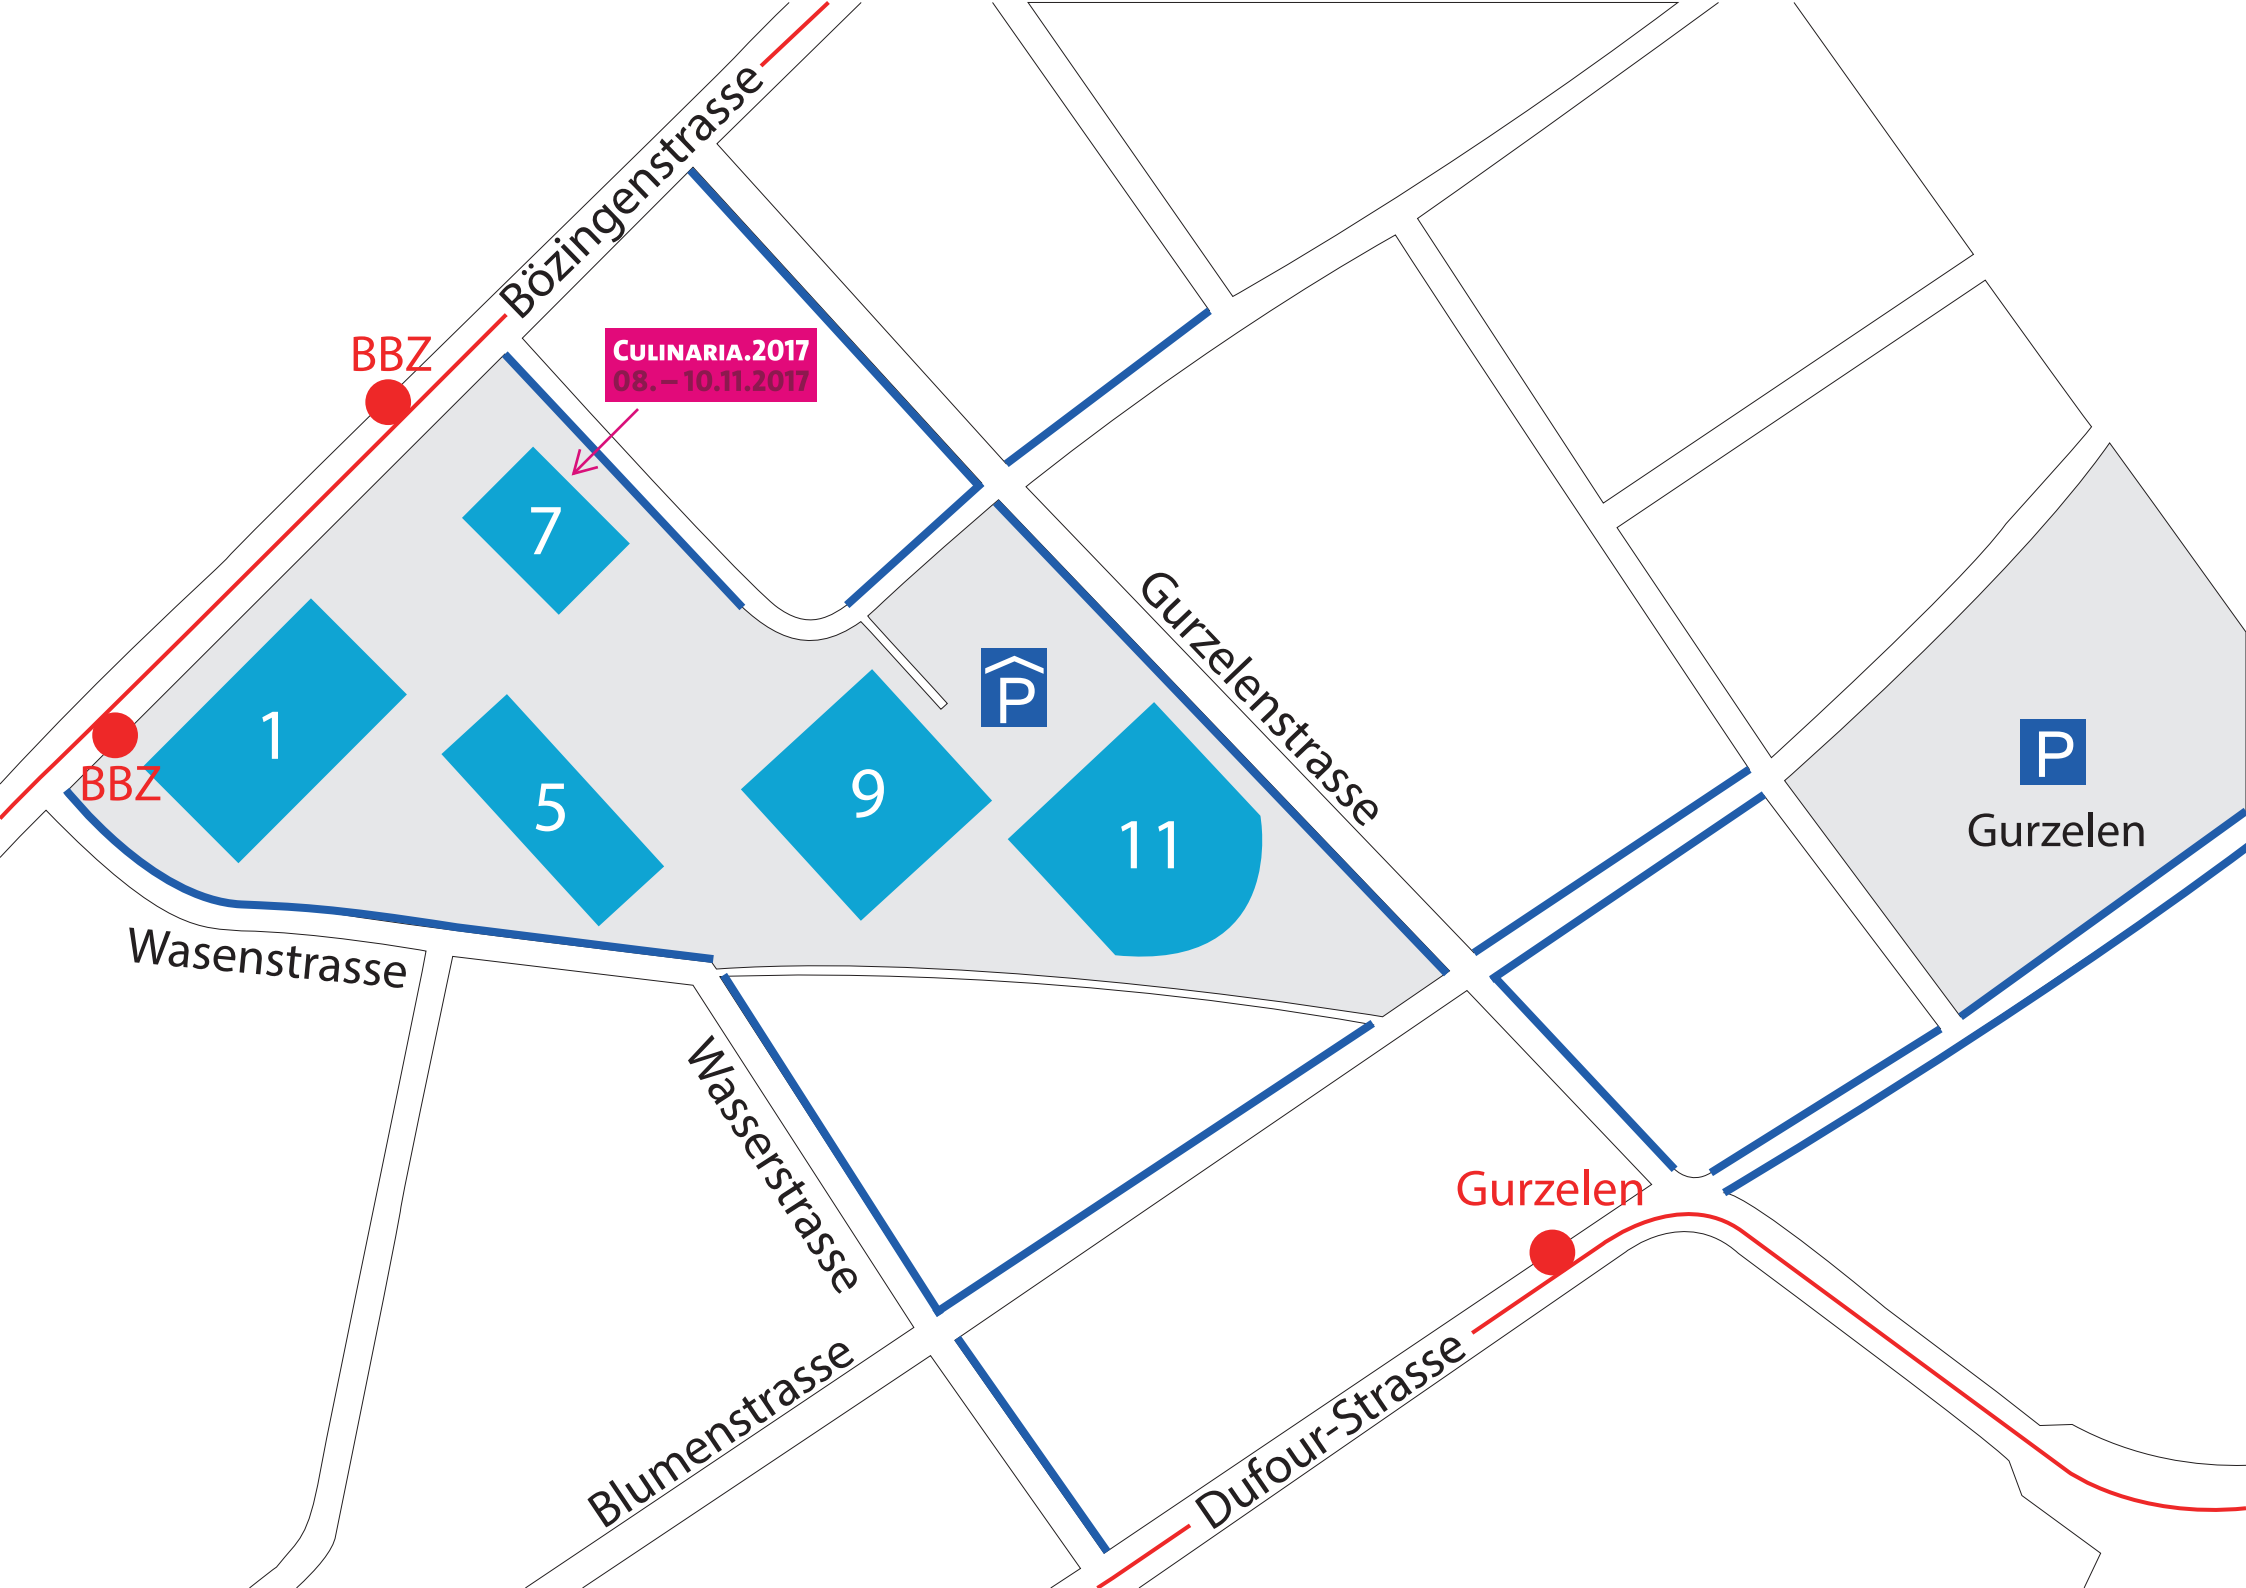 Bözingenstrasse
BBZ
CULINARIA.2017
08. – 10.11.2017
7
Gurzelenstrasse
P
1
P
BBZ
5
9
11
Gurzelen
Wasenstrasse
Wasserstrasse
Gurzelen
Blumenstrasse
Dufour-Strasse